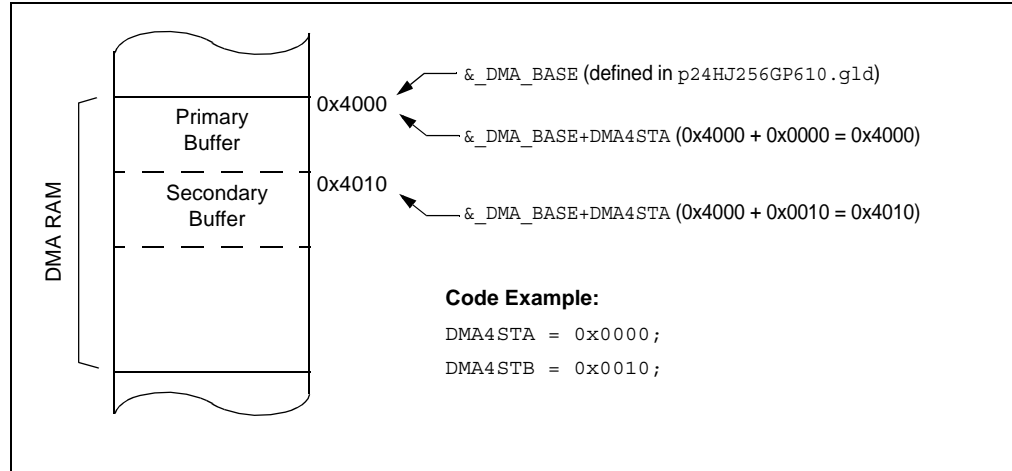 &_DMA_BASE (defined in p24HJ256GP610.gld)
0x4000
Primary
Buffer
&_DMA_BASE+DMA4STA (0x4000 + 0x0000 = 0x4000)
0x4010
Secondary
Buffer
&_DMA_BASE+DMA4STA (0x4000 + 0x0010 = 0x4010)
DMA RAM
Code Example:
DMA4STA = 0x0000;
DMA4STB = 0x0010;